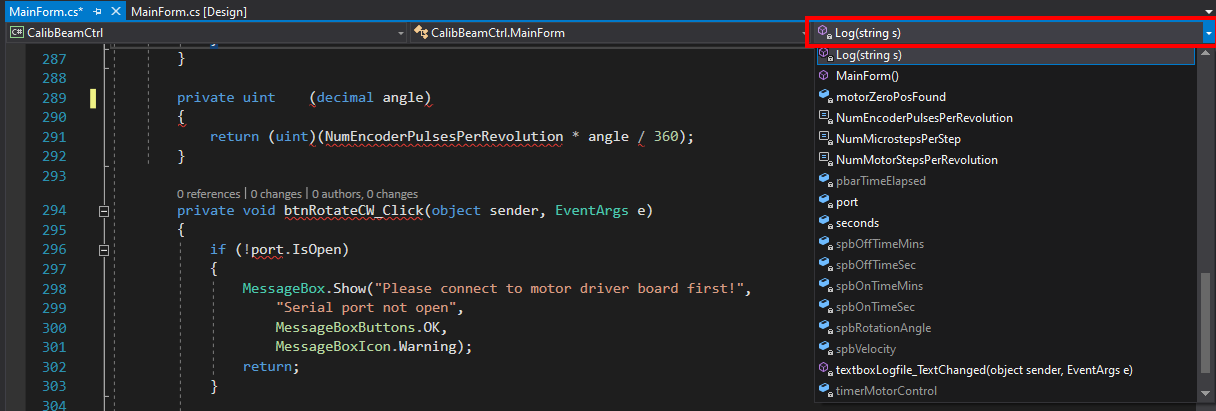 MainForm.cs* MainForm.cs [Design]
C# CalibBeamCtrl CalibBeamCtrl.MainForm Log(string s)
287 }
288
289 private uint (decimal angle)
290 {
291 return (uint)(NumEncoderPulsesPerRevolution * angle / 360);
292 }
293
0 references | 0 changes | 0 authors, 0 changes
294 private void btnRotateCW_Click(object sender, EventArgs e)
295 {
296 if (!port.IsOpen)
297 {
298 MessageBox.Show("Please connect to motor driver board first!",
299 "Serial port not open",
300 MessageBoxButtons.OK,
301 MessageBoxIcon.Warning);
302 return;
303 }
304
Log(string s)
MainForm()
motorZeroPosFound
NumEncoderPulsesPerRevolution
NumMicrostepsPerStep
NumMotorStepsPerRevolution
pbarTimeElapsed
port
seconds
spbOffTimeMins
spbOffTimeSec
spbOnTimeMins
spbOnTimeSec
spbRotationAngle
spbVelocity
textboxLogfile_TextChanged(object sender, EventArgs e)
timerMotorControl